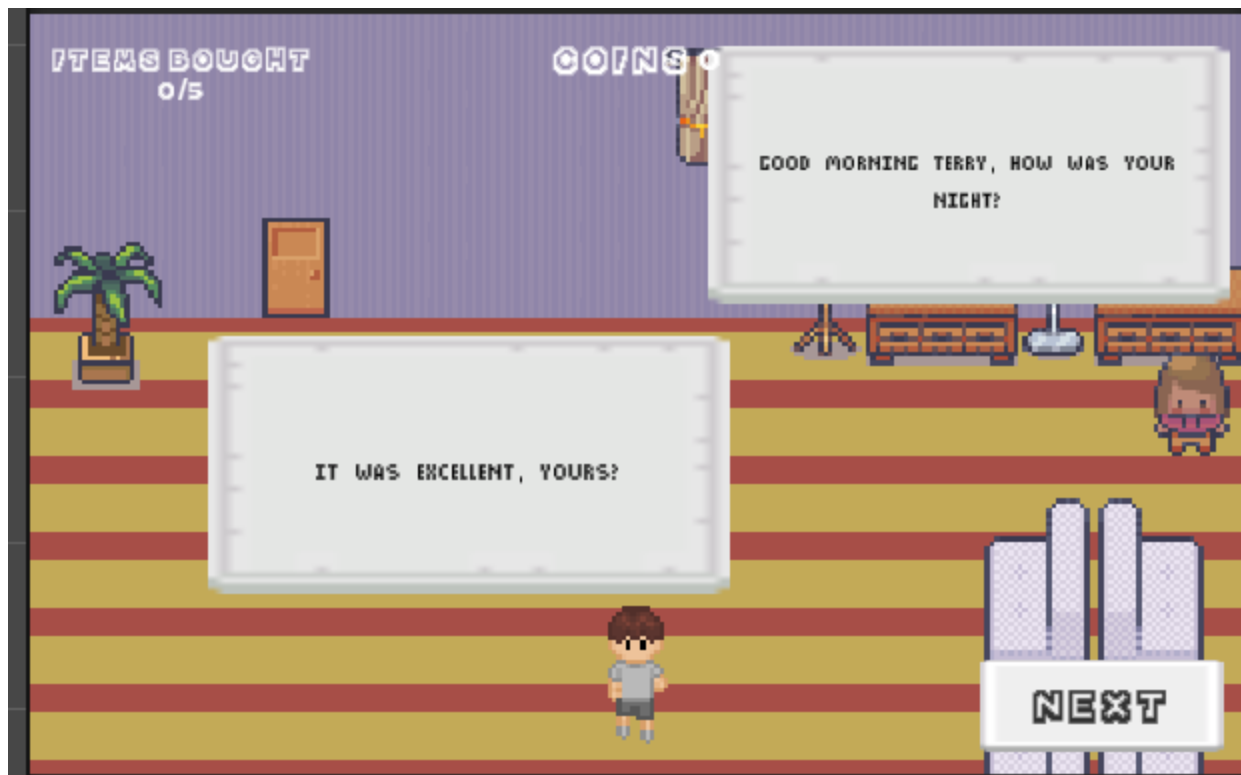 ITEMS BOUGHT
0/5
COINS 0
GOOD MORNING TERRY, HOW WAS YOUR
NIGHT?
IT WAS EXCELLENT, YOURS?
NEXT